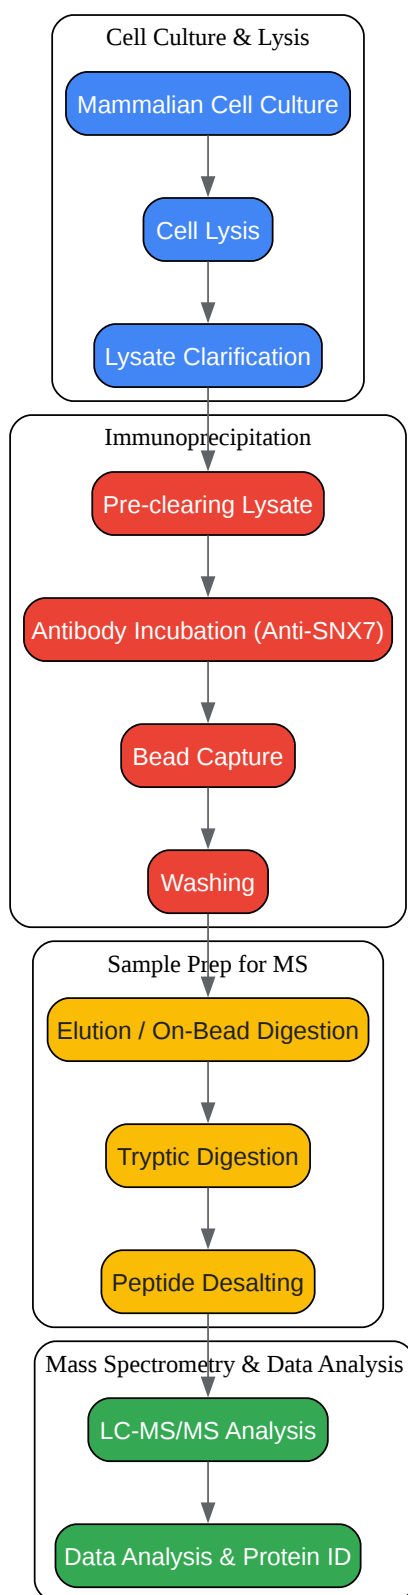 Cell Culture & Lysis
Mammalian Cell Culture
Cell Lysis
Lysate Clarification
Immunoprecipitation
Pre-clearing Lysate
Antibody Incubation (Anti-SNX7)
Bead Capture
Washing
Sample Prep for MS
Elution / On-Bead Digestion
Tryptic Digestion
Peptide Desalting
Mass Spectrometry & Data Analysis
LC-MS/MS Analysis
Data Analysis & Protein ID